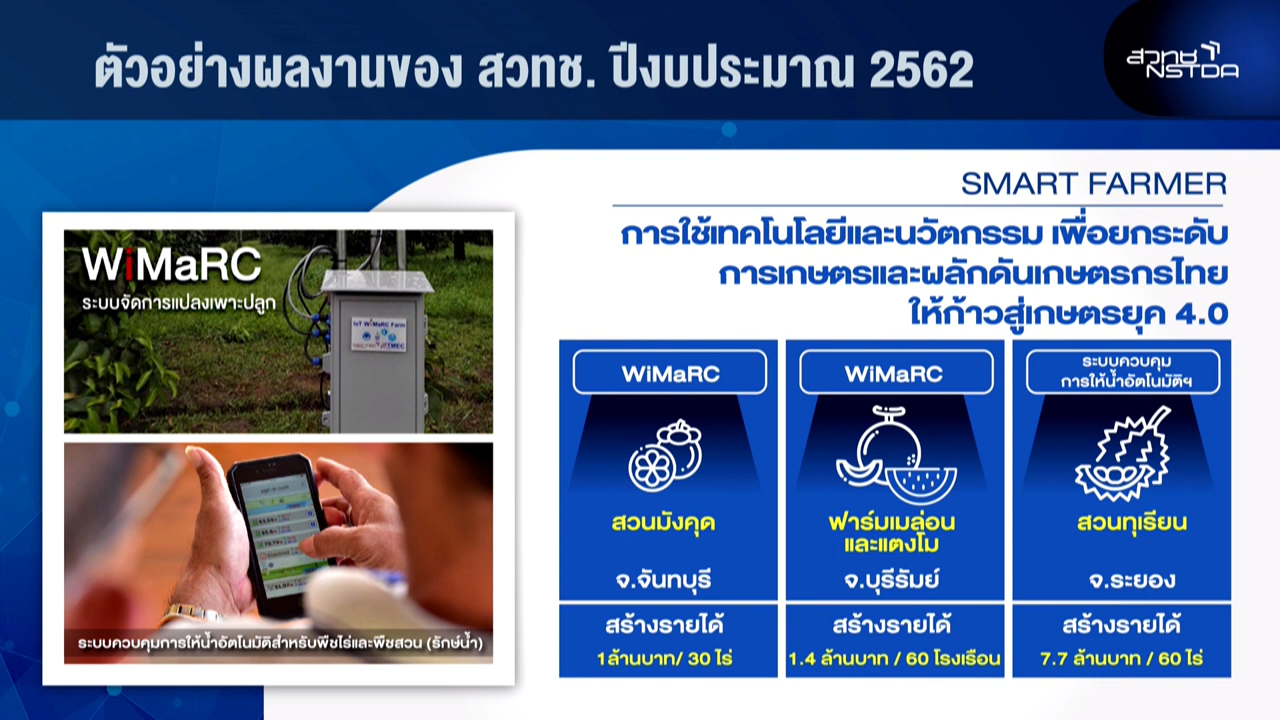 ตัวอย่างผลงานของ สวทช. ปีงบประมาณ 2562
สวทช
NSTDA
SMART FARMER
การใช้เทคโนโลยีและนวัตกรรม เพื่อยกระดับ
การเกษตรและผลักดันเกษตรกรไทย
ให้ก้าวสู่เกษตรยุค 4.0
WiMaRC
ระบบจัดการแปลงเพาะปลูก
IoT WiMaRC Farm
NECTEC TMEC
ระบบควบคุมการให้น้ำอัตโนมัติสำหรับพืชไร่และพืชสวน (รักษ์น้ำ)
WiMaRC
สวนมังคุด
จ.จันทบุรี
สร้างรายได้
1ล้านบาท/ 30 ไร่
WiMaRC
ฟาร์มเมล่อน
และแตงโม
จ.บุรีรัมย์
สร้างรายได้
1.4 ล้านบาท / 60 โรงเรือน
ระบบควบคุม
การให้น้ำอัตโนมัติฯ
สวนทุเรียน
จ.ระยอง
สร้างรายได้
7.7 ล้านบาท / 60 ไร่